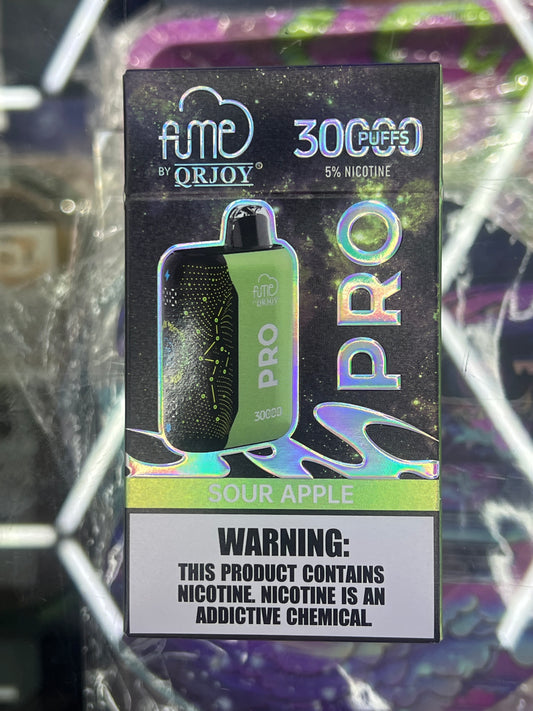 fume
BY QRJOY®
30000
PUFFS
5% NICOTINE
PRO
fume
BY QRJOY
PRO
30000
SOUR APPLE
WARNING:
THIS PRODUCT CONTAINS
NICOTINE. NICOTINE IS AN
ADDICTIVE CHEMICAL.